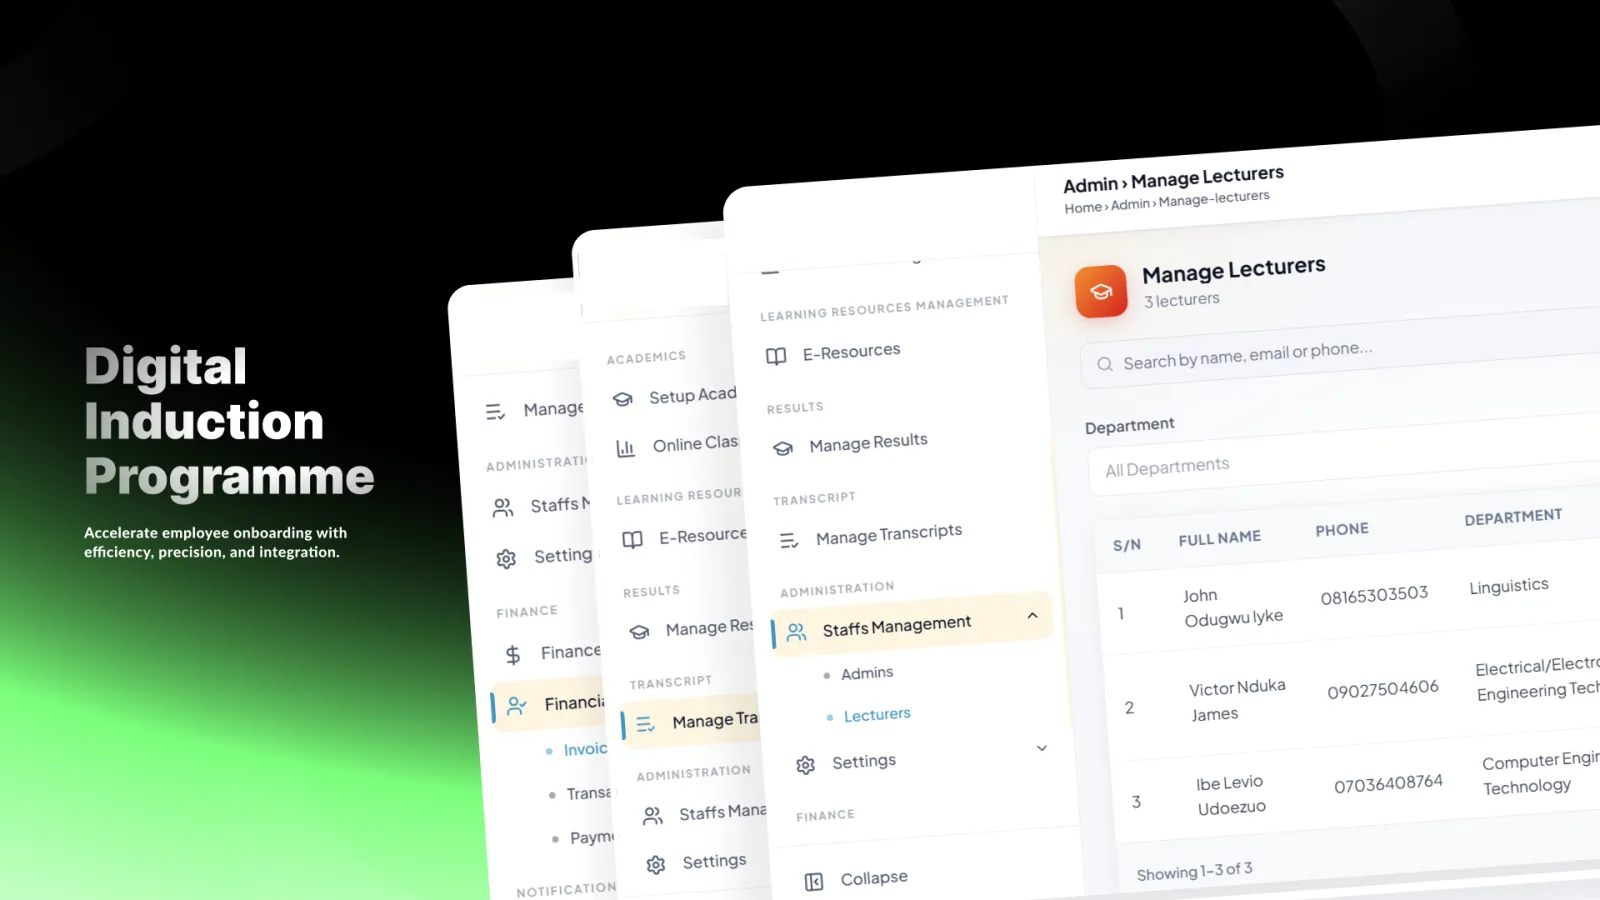 Digital
Induction
Programme
Accelerate employee onboarding with
efficiency, precision, and integration.
Manage
ADMINISTRATI
Staffs M
Setting
FINANCE
Finance
Financia
Invoic
Transa
Payme
NOTIFICATION
ACADEMICS
Setup Acad
Online Clas
LEARNING RESOUR
E-Resource
RESULTS
Manage Res
TRANSCRIPT
Manage Tra
ADMINISTRATION
Staffs Mana
Settings
LEARNING RESOURCES MANAGEMENT
E-Resources
RESULTS
Manage Results
TRANSCRIPT
Manage Transcripts
ADMINISTRATION
Staffs Management
Admins
Lecturers
Settings
FINANCE
Collapse
Admin › Manage Lecturers
Home › Admin › Manage-lecturers
Manage Lecturers
3 lecturers
Search by name, email or phone...
Department
All Departments
S/N FULL NAME PHONE DEPARTMENT
1 John Odugwu Iyke 08165303503 Linguistics
2 Victor Nduka James 09027504606 Electrical/Electro Engineering Tech
3 Ibe Levio Udoezuo 07036408764 Computer Engin Technology
Showing 1-3 of 3